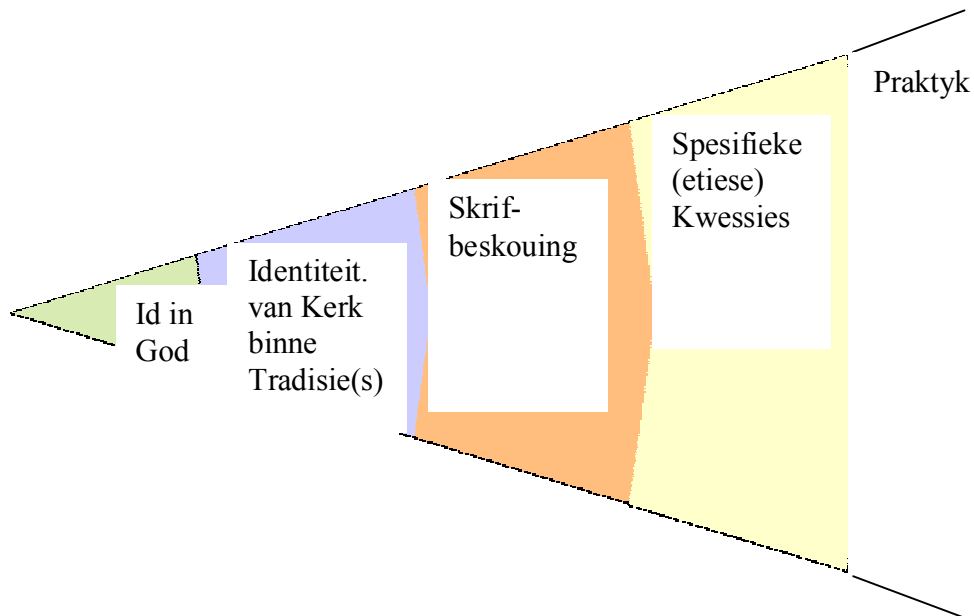 Id in
God
Identiteit.
van Kerk
binne
Tradisie(s)
Skrif-
beskouing
Spesifieke
(etiese)
Kwessies
Praktyk